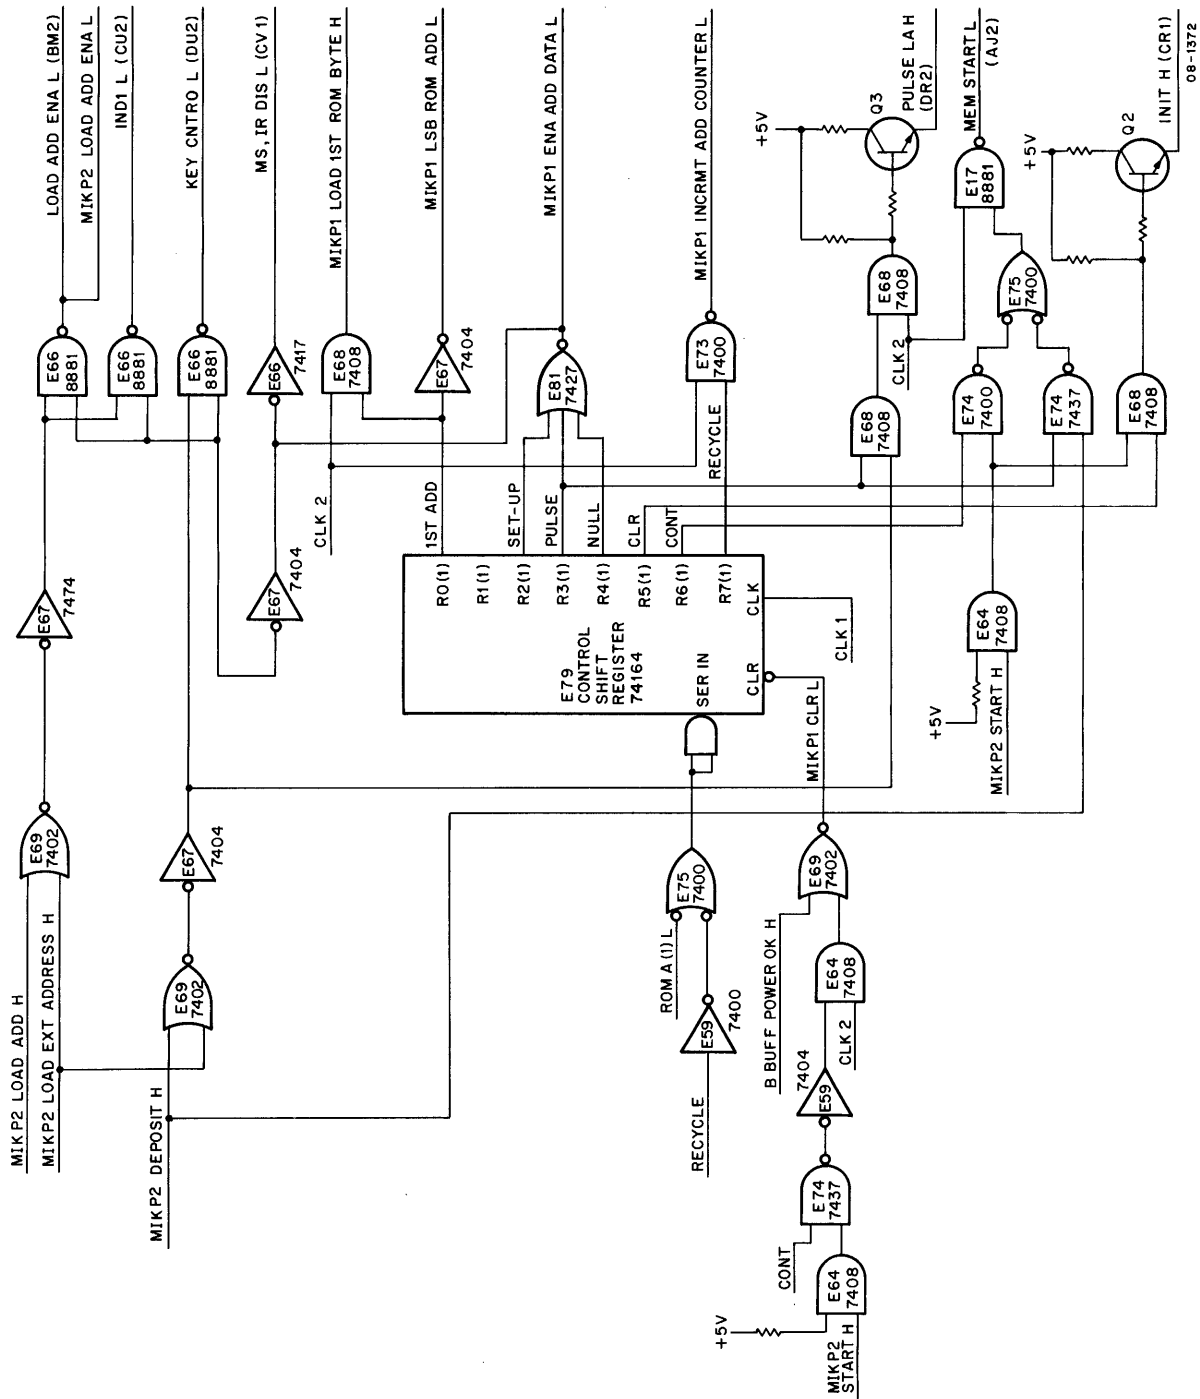 LOAD ADD ENA L (BM2)
MIKP2 LOAD ADD ENA L
IND1 L (CU2)
KEY CNTRO L (DU2)
MS, IR DIS L (CV1)
MIKP1 LOAD 1ST ROM BYTE H
MIKP1 LSB ROM ADD L
MIKP1 ENA ADD DATA L
MIKP1 INCRMT ADD COUNTER L
+5V
Q3
PULSE LA H
(DR2)
MEM START L
(AJ2)
+5V
Q2
INIT H (CR1)
08-1372
E66
8881
E66
8881
E66
8881
E66
7417
E68
7408
E67
7404
E81
7427
E73
7400
E68
7408
CLK 2
E17
8881
E75
7400
E68
7408
E74
7400
E74
7437
E68
7408
E67
7474
E67
7404
CLK 2
1ST ADD
SET-UP
PULSE
NULL
CLR
CONT
RECYCLE
R0(1)
R1(1)
R2(1)
R3(1)
R4(1)
R5(1)
R6(1)
R7(1)
E79
CONTROL
SHIFT
REGISTER
74164
SER IN
CLR
CLK
CLK 1
MIKP1 CLR L
E64
7408
+5V
MIKP2 START H
E69
7402
E67
7404
E69
7402
MIKP2 LOAD ADD H
MIKP2 LOAD EXT ADDRESS H
MIKP2 DEPOSIT H
E75
7400
ROM A (1) L
E59
7400
RECYCLE
E69
7402
B BUFF POWER OK H
E64
7408
CLK 2
7404
E59
E74
7437
CONT
E64
7408
+5V
MIKP2
START H